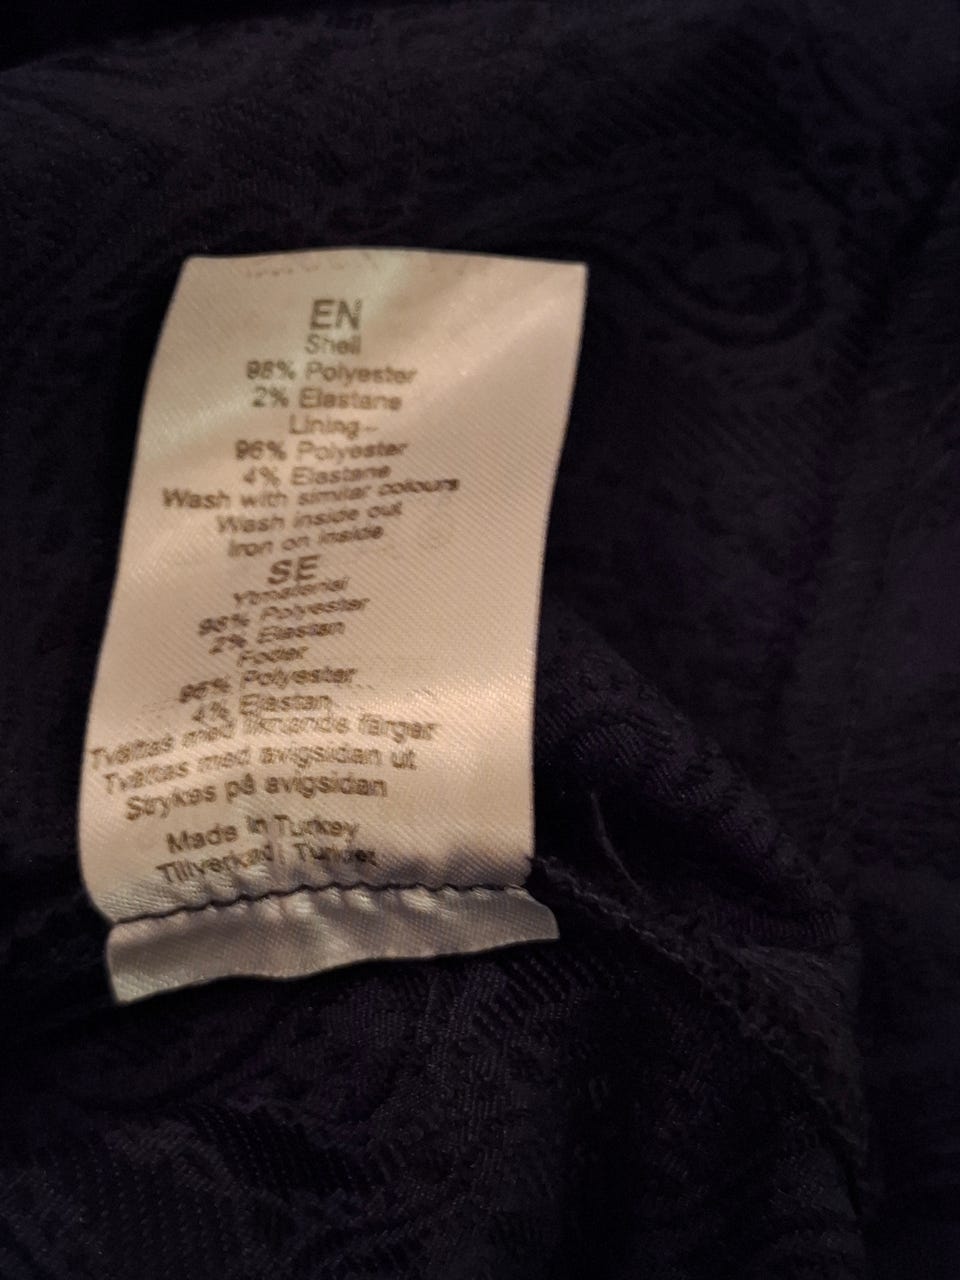 EN
Shell
98% Polyester
2% Elastane
Lining
96% Polyester
4% Elastane
Wash with similar colours
Wash inside out
Iron on inside
SE
Ytmaterial
98% Polyester
2% Elastan
Foder
96% Polyester
4% Elastan
Tvättas med liknande färger
Tvättas med avigsidan ut
Strykes på avigsidan
Made in Turkey
Tillverkad i